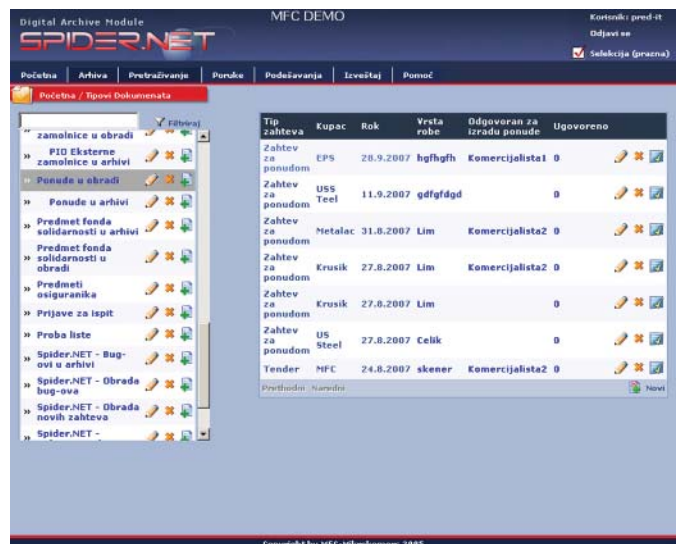 Digital Archive Module
SPIDER.NET
MFC DEMO
Korisnik: pred-it
Odjavi se
Selekcija (prazna)
Početna Arhiva Pretraživanje Poruke Podešavanja Izveštaj Pomoć
Početna / Tipovi Dokumenata
Filtriraj
zamolnice u obradi
» PIO Eksterne
zamolnice u arhivi
» Ponude u obradi
» Ponude u arhivi
» Predmet fonda
solidarnosti u arhivi
Predmet fonda
» solidarnosti u
obradi
» Predmeti
osiguranika
» Prijave za ispit
» Proba liste
» Spider.NET - Bug-
ovi u arhivi
» Spider.NET - Obrada
bug-ova
» Spider.NET - Obrada
novih zahteva
» Spider.NET -
Tip zahteva Kupac Rok Vrsta robe Odgovoran za izradu ponude Ugovoreno
Zahtev za ponudom EPS 28.9.2007 hgfhgfh Komercijalista1 0
Zahtev za ponudom USS Teel 11.9.2007 gdfgfdgd 0
Zahtev za ponudom Metalac 31.8.2007 Lim Komercijalista2 0
Zahtev za ponudom Krusik 27.8.2007 Lim Komercijalista2 0
Zahtev za ponudom Krusik 27.8.2007 Lim 0
Zahtev za ponudom US Steel 27.8.2007 Celik 0
Tender MFC 24.8.2007 skener Komercijalista2 0
Prethodni Naredni
Novi